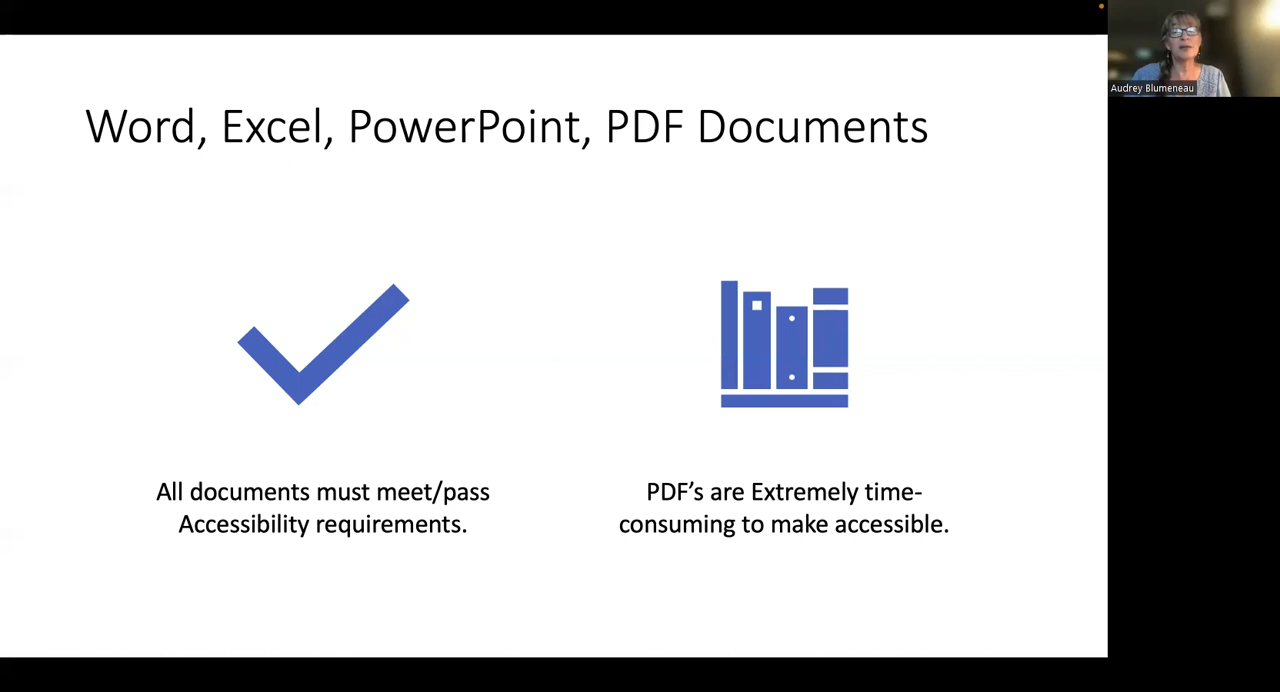 Word, Excel, PowerPoint, PDF Documents
Audrey Blumeneau
All documents must meet/pass
Accessibility requirements.
PDF’s are Extremely time-
consuming to make accessible.